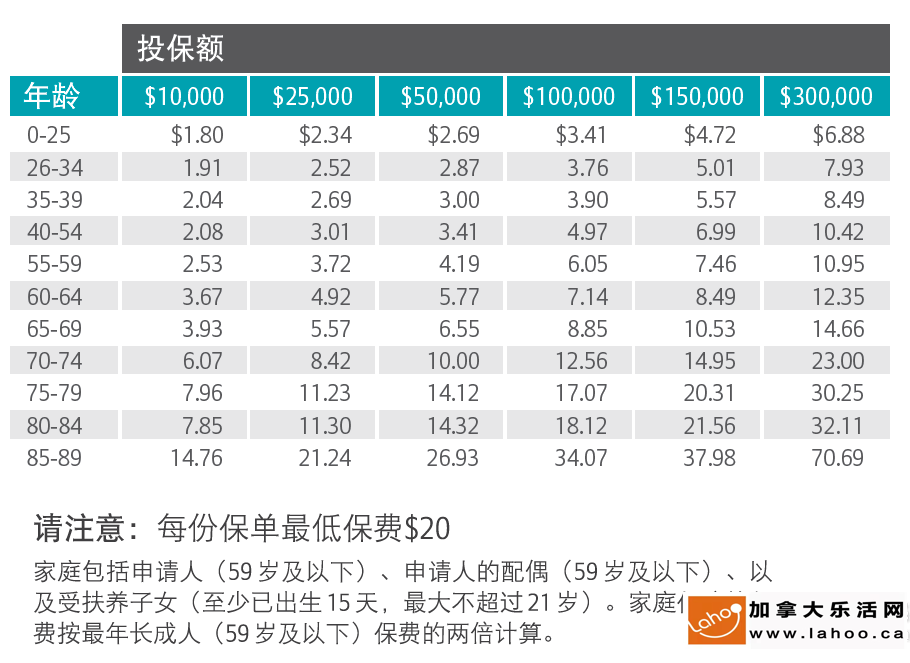 投保额
年龄 $10,000 $25,000 $50,000 $100,000 $150,000 $300,000
0-25 $1.80 $2.34 $2.69 $3.41 $4.72 $6.88
26-34 1.91 2.52 2.87 3.76 5.01 7.93
35-39 2.04 2.69 3.00 3.90 5.57 8.49
40-54 2.08 3.01 3.41 4.97 6.99 10.42
55-59 2.53 3.72 4.19 6.05 7.46 10.95
60-64 3.67 4.92 5.77 7.14 8.49 12.35
65-69 3.93 5.57 6.55 8.85 10.53 14.66
70-74 6.07 8.42 10.00 12.56 14.95 23.00
75-79 7.96 11.23 14.12 17.07 20.31 30.25
80-84 7.85 11.30 14.32 18.12 21.56 32.11
85-89 14.76 21.24 26.93 34.07 37.98 70.69
请注意：每份保单最低保费$20
家庭包括申请人（59 岁及以下）、申请人的配偶（59 岁及以下）、以
及受扶养子女（至少已出生 15 天，最大不超过 21 岁）。家庭
费按最年长成人（59 岁及以下）保费的两倍计算。
Lahoo
加拿大乐活网
www.lahoo.ca